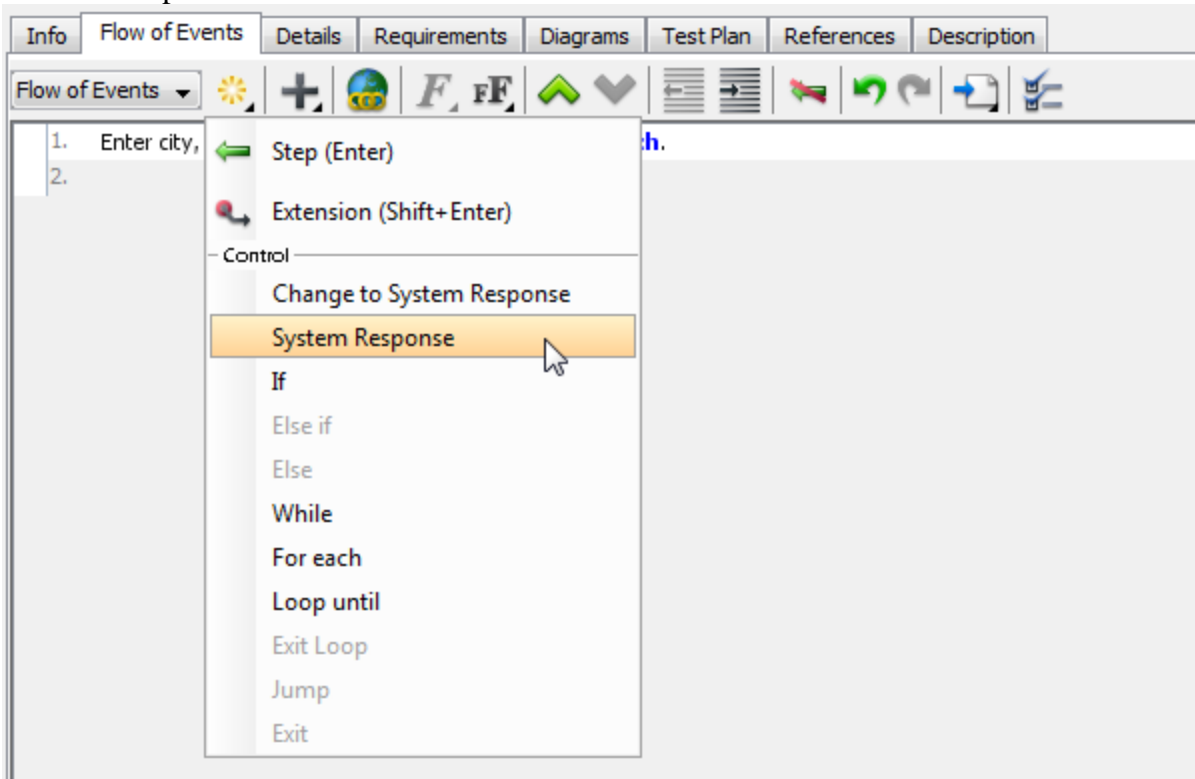 Info Flow of Events Details Requirements Diagrams Test Plan References Description
Flow of Events F FF
1. Enter city, h.
2.
Step (Enter)
Extension (Shift+Enter)
Control
Change to System Response
System Response
If
Else if
Else
While
For each
Loop until
Exit Loop
Jump
Exit